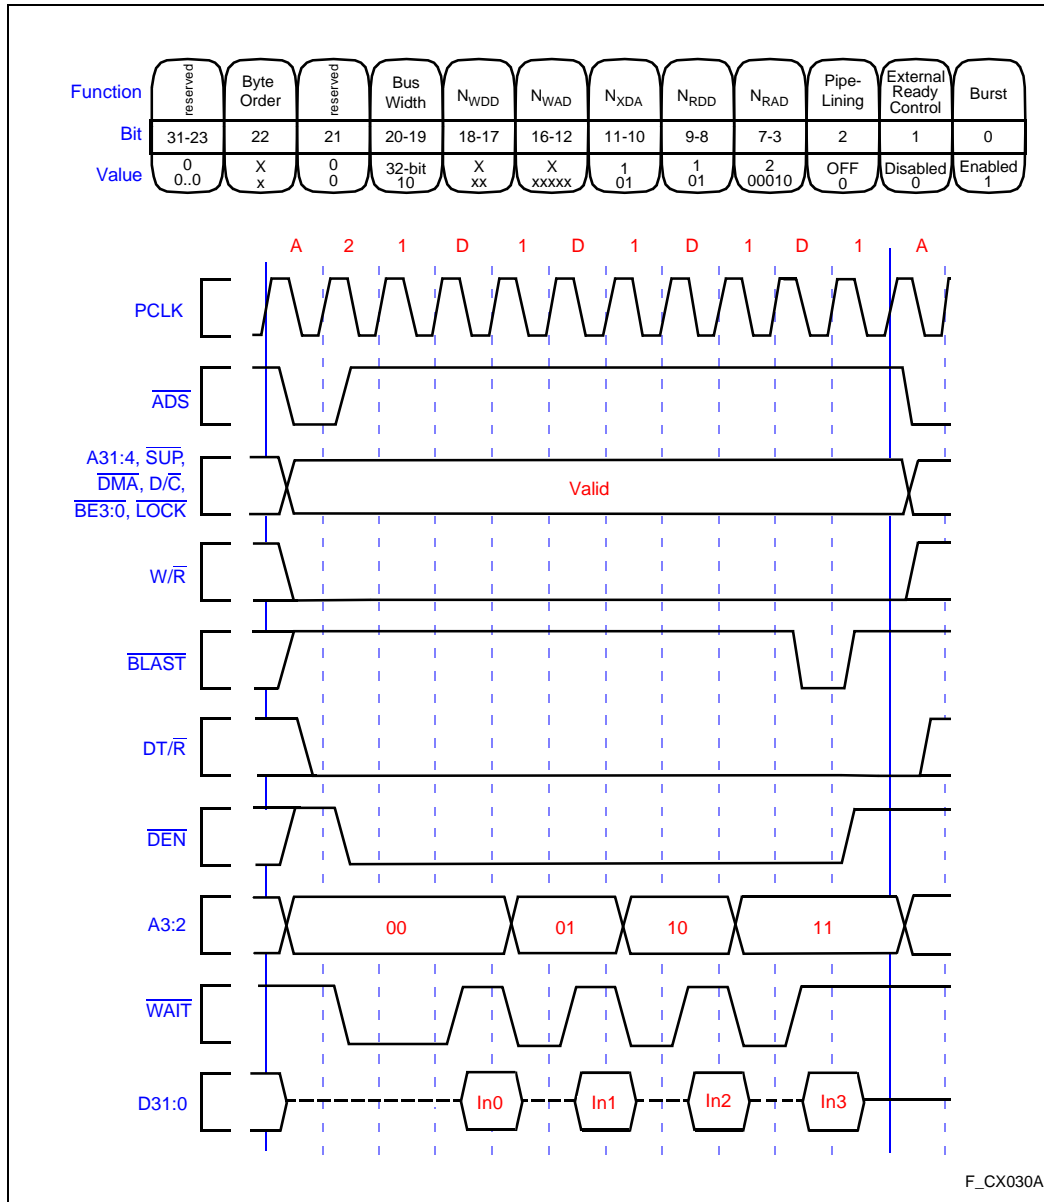 Function reserved Byte Order reserved Bus Width NWDD NWAD NXDA NRDD NRAD Pipe-Lining External Ready Control Burst
Bit 31-23 22 21 20-19 18-17 16-12 11-10 9-8 7-3 2 1 0
Value 0 X 0 32-bit X X 1 1 2 OFF Disabled Enabled
0..0 x 0 10 xx xxxxx 01 01 00010 0 0 1
A 2 1 D 1 D 1 D 1 D 1 A
PCLK
ADS
A31:4, SUP,
DMA, D/C,
BE3:0, LOCK
Valid
W/R
BLAST
DT/R
DEN
A3:2 00 01 10 11
WAIT
D31:0 In0 In1 In2 In3
F_CX030A